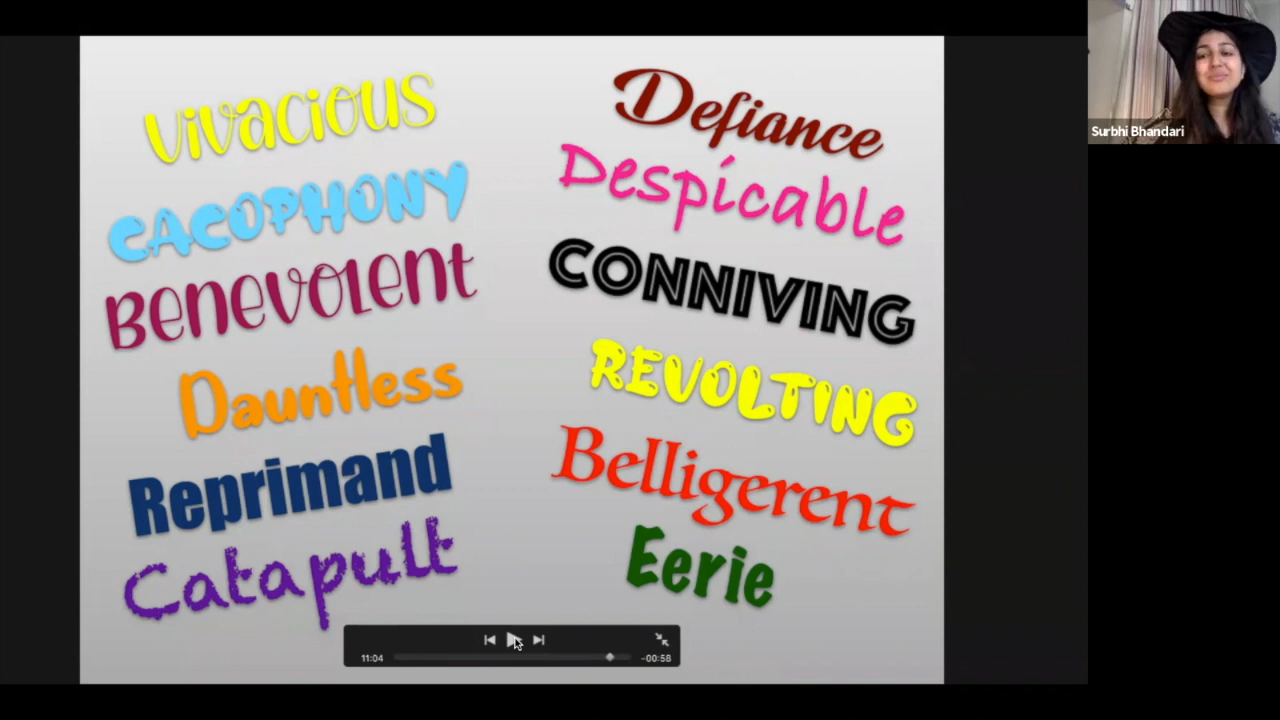 Vivacious
CACOPHONY
Benevolent
Dauntless
Reprimand
Catapult
Defiance
Despicable
CONNIVING
REVOLTING
Belligerent
Eerie
11:04
-00:58
Surbhi Bhandari